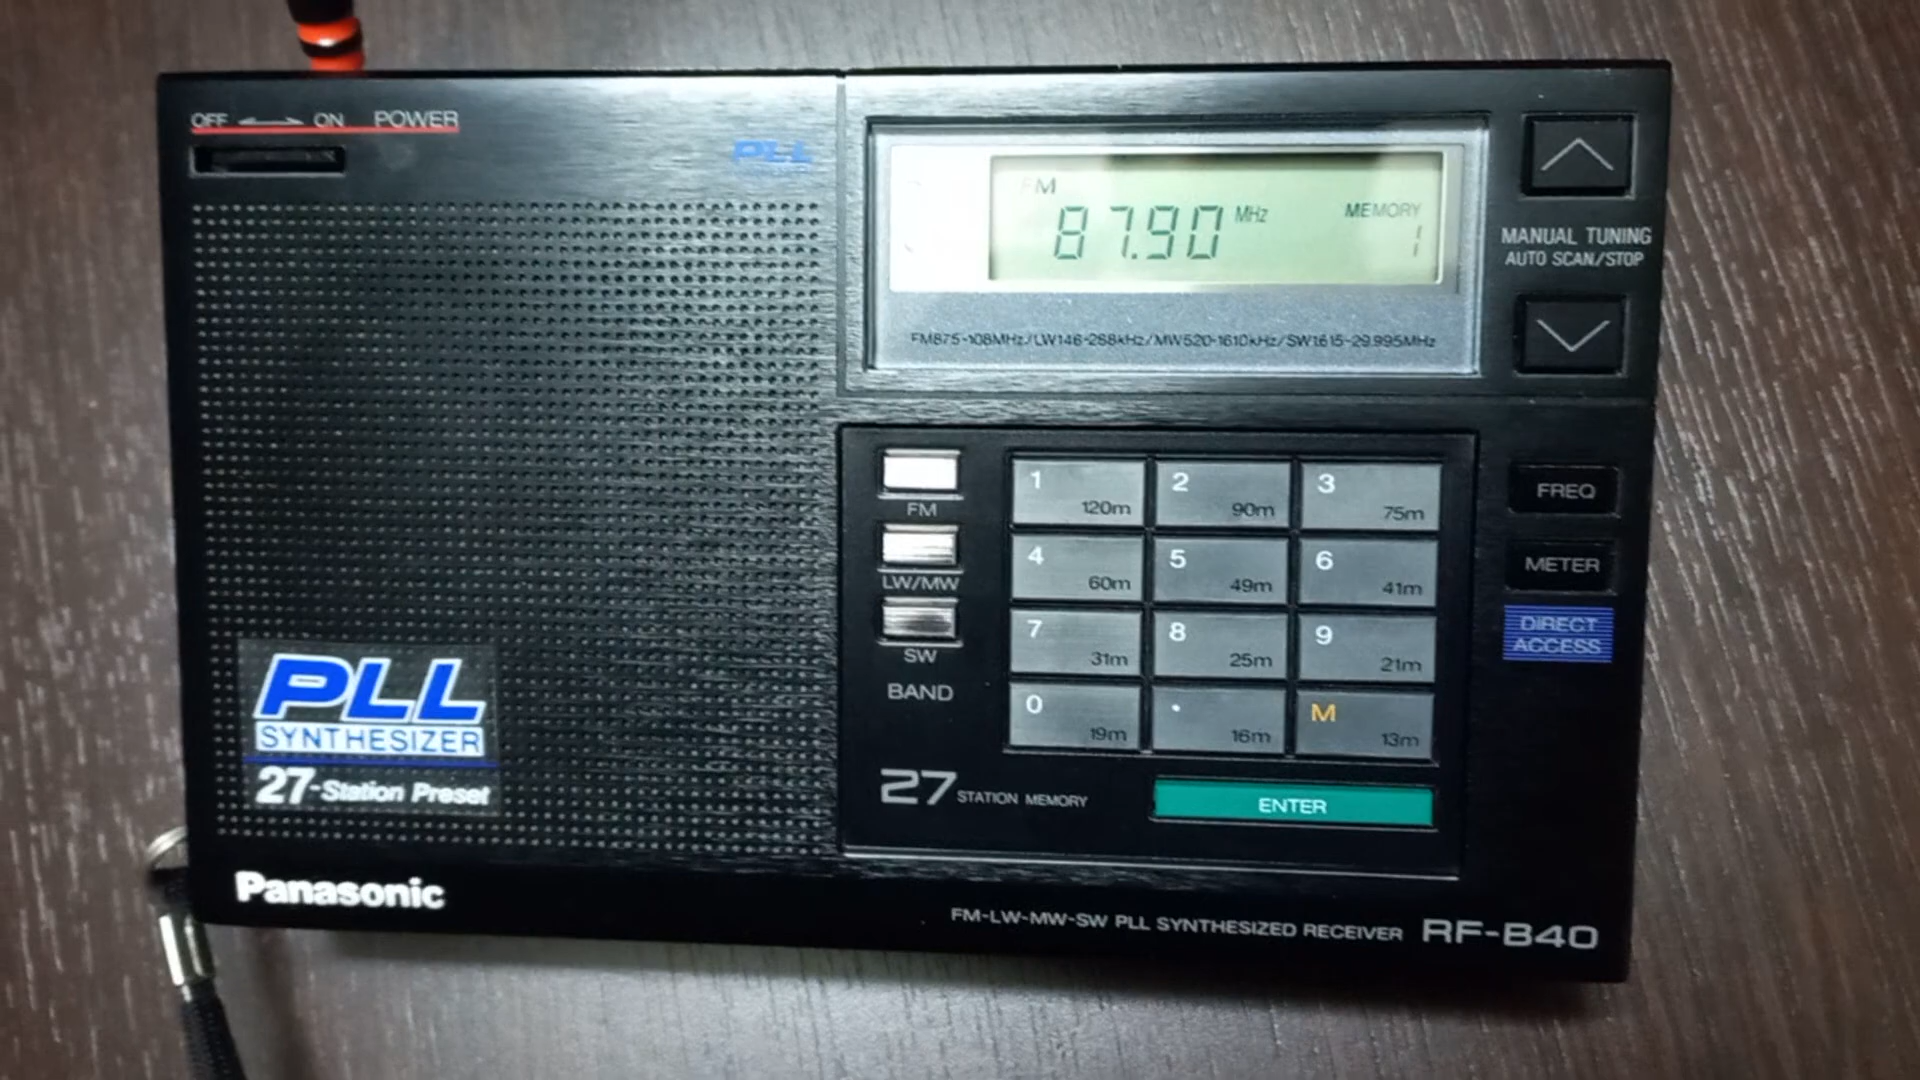 OFF ON POWER
PLL
FM
87.90 MHz
MEMORY
1
FM87.5-108MHz/LW146-288kHz/MW520-1610kHz/SW1.615-29.995MHz
MANUAL TUNING
AUTO SCAN/STOP
FM
LW/MW
SW
BAND
1 120m
2 90m
3 75m
4 60m
5 49m
6 41m
7 31m
8 25m
9 21m
0 19m
. 16m
M 13m
FREQ
METER
DIRECT
ACCESS
27 STATION MEMORY
ENTER
PLL
SYNTHESIZER
27-Station Preset
Panasonic
FM-LW-MW-SW PLL SYNTHESIZED RECEIVER RF-B40